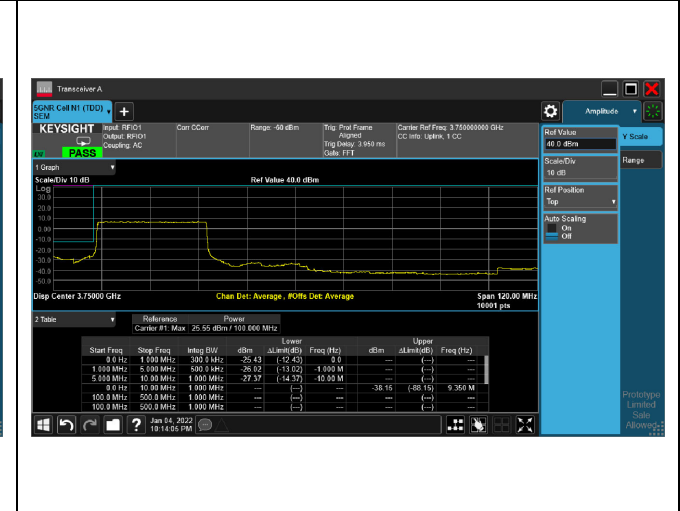 Transceiver A
5GNR Cell N1 (TDD)
SEM
Amplitude
KEYSIGHT
PASS
Input: RFIO1
Output: RFIO1
Coupling: AC
Corr CCorr
Range: -60 dBm
Trig: Prot Frame
Aligned
Trig Delay: 3.950 ms
Gate: FFT
Carrier Ref Freq: 3.750000000 GHz
CC Info: Uplink, 1 CC
1 Graph
Scale/Div 10 dB
Ref Value 40.0 dBm
Log
30.0
20.0
10.0
0.00
-10.0
-20.0
-30.0
-40.0
-50.0
Disp Center 3.75000 GHz
Chan Det: Average , #Offs Det: Average
Span 120.00 MHz
10001 pts
2 Table
Reference Power
Carrier #1: Max 25.55 dBm / 100.000 MHz
Lower Upper
Start Freq Stop Freq Integ BW dBm ΔLimit(dB) Freq (Hz) dBm ΔLimit(dB) Freq (Hz)
0.0 Hz 1.000 MHz 300.0 kHz -25.43 (-12.43) 0.0 --- (---) ---
1.000 MHz 5.000 MHz 500.0 kHz -26.02 (-13.02) -1.000 M --- (---) ---
5.000 MHz 10.00 MHz 1.000 MHz -27.37 (-14.37) -10.00 M --- (---) ---
0.0 Hz 10.00 MHz 1.000 MHz --- (---) --- -38.15 (-88.15) 9.350 M
100.0 MHz 500.0 MHz 1.000 MHz --- (---) --- --- (---) ---
100.0 MHz 500.0 MHz 1.000 MHz --- (---) --- --- (---) ---
Jan 04, 2022
10:14:05 PM
Ref Value
40.0 dBm
Scale/Div
10 dB
Ref Position
Top
Auto Scaling
On
Off
Y Scale
Range
Prototype
Limited
Sale
Allowed